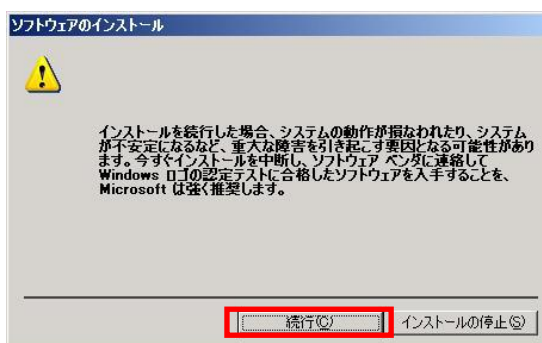 ソフトウェアのインストール
インストールを続行した場合、システムの動作が損なわれたり、システム
が不安定になるなど、重大な障害を引き起こす要因となる可能性があり
ます。今すぐインストールを中断し、ソフトウェア ベンダに連絡して
Windows ロゴの認定テストに合格したソフトウェアを入手することを、
Microsoft は強く推奨します。
続行(C) インストールの停止(S)